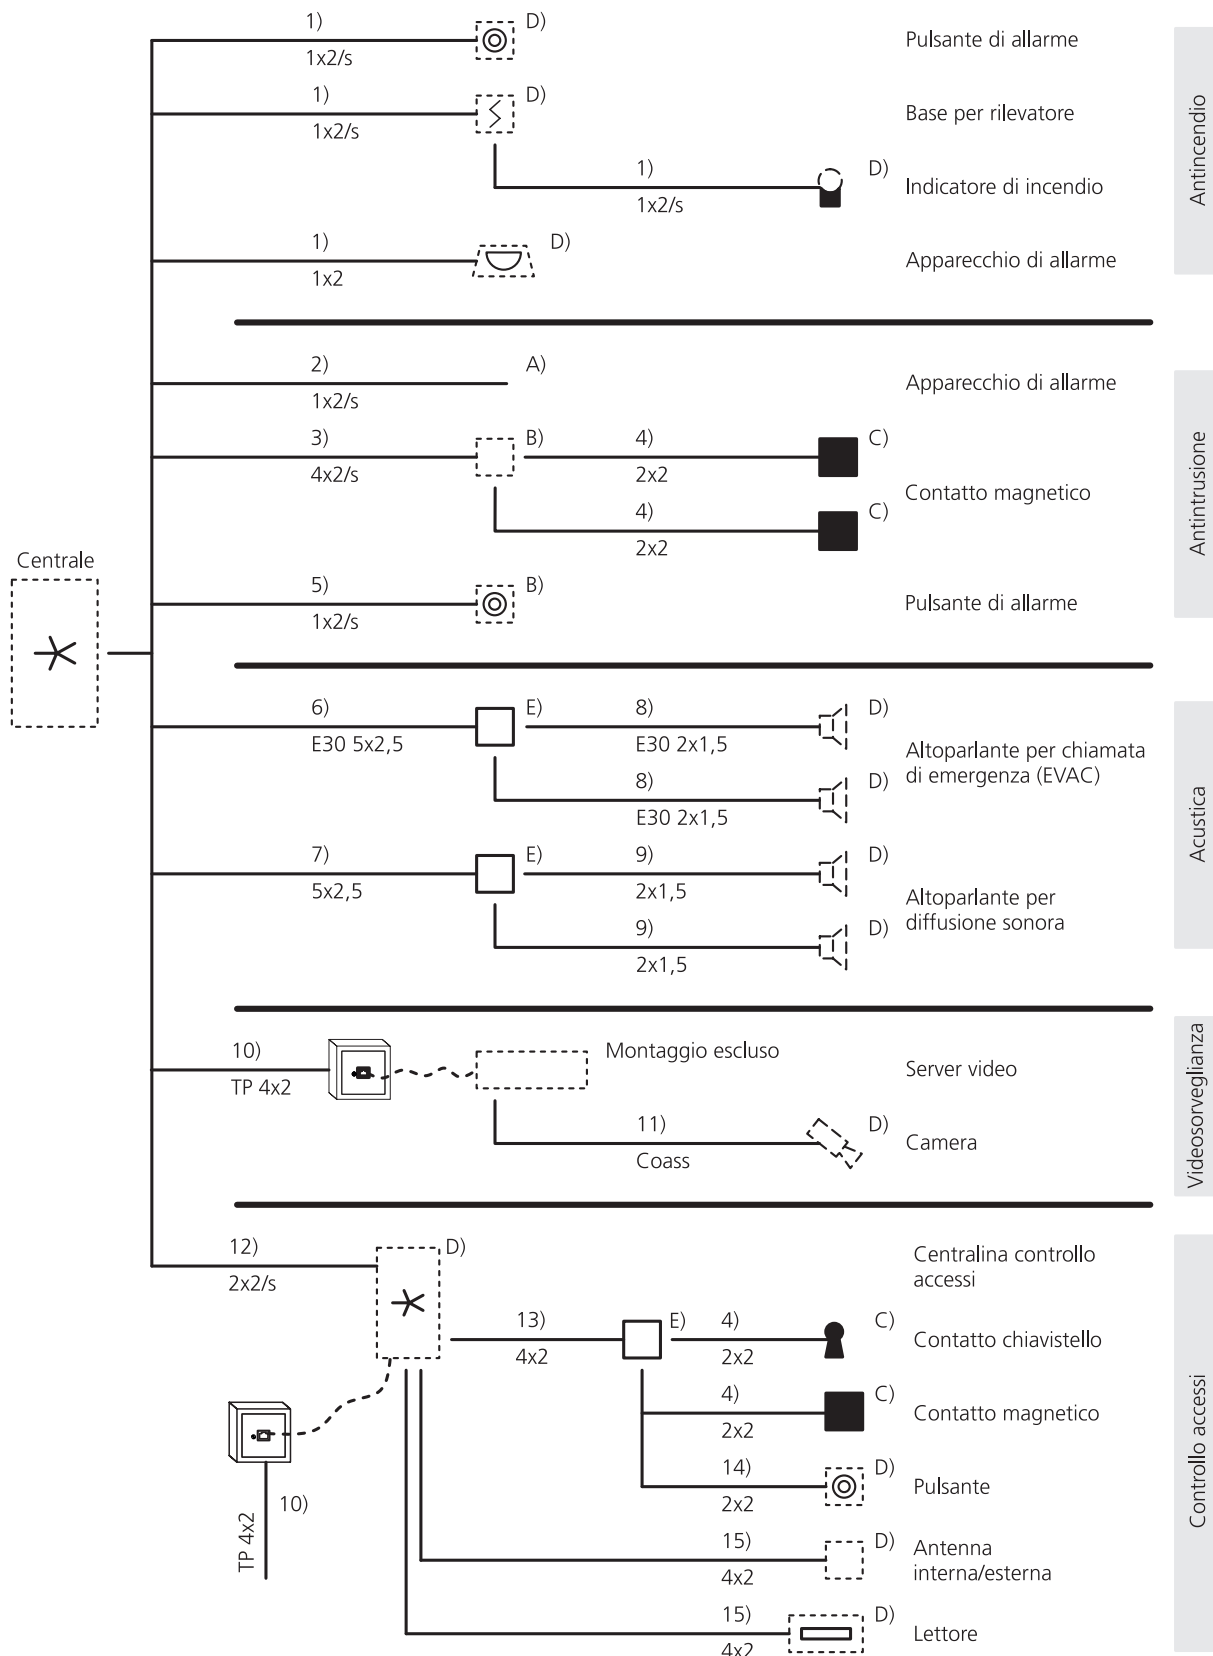 1)
D)
1x2/s
Pulsante di allarme
1)
D)
1x2/s
Base per rilevatore
1)
D)
1x2/s
Indicatore di incendio
1)
D)
1x2
Apparecchio di allarme
Antincendio
2)
A)
1x2/s
Apparecchio di allarme
3)
B)
4x2/s
4)
C)
2x2
4)
C)
2x2
Contatto magnetico
5)
B)
1x2/s
Pulsante di allarme
Antintrusione
Centrale
6)
E)
E30 5x2,5
8)
D)
E30 2x1,5
8)
D)
E30 2x1,5
Altoparlante per chiamata
di emergenza (EVAC)
7)
E)
5x2,5
9)
D)
2x1,5
9)
D)
2x1,5
Altoparlante per
diffusione sonora
Acustica
10)
TP 4x2
Montaggio escluso
Server video
11)
D)
Coass
Camera
Videosorveglianza
12)
D)
2x2/s
Centralina controllo
accessi
13)
E)
4x2
4)
C)
2x2
Contatto chiavistello
4)
C)
2x2
Contatto magnetico
14)
D)
2x2
Pulsante
10)
TP 4x2
15)
D)
4x2
Antenna
interna/esterna
15)
D)
4x2
Lettore
Controllo accessi